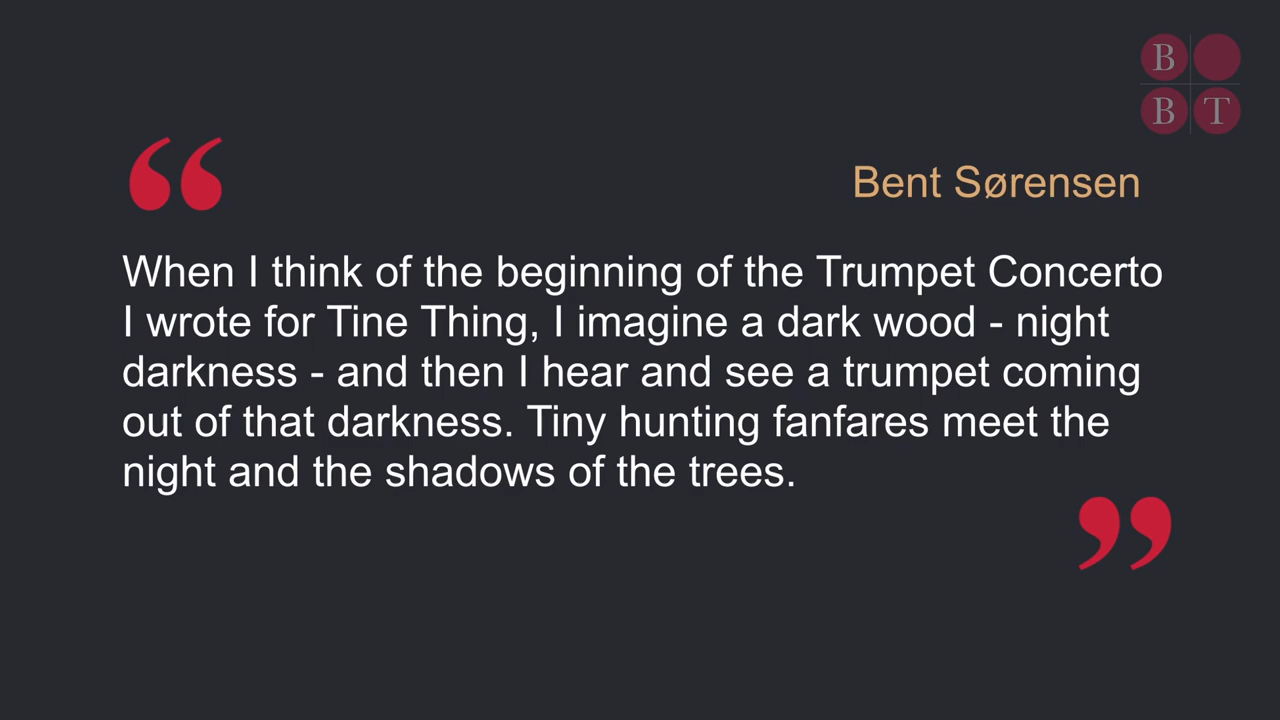 B
B T
Bent Sørensen
“
When I think of the beginning of the Trumpet Concerto
I wrote for Tine Thing, I imagine a dark wood - night
darkness - and then I hear and see a trumpet coming
out of that darkness. Tiny hunting fanfares meet the
night and the shadows of the trees.
”